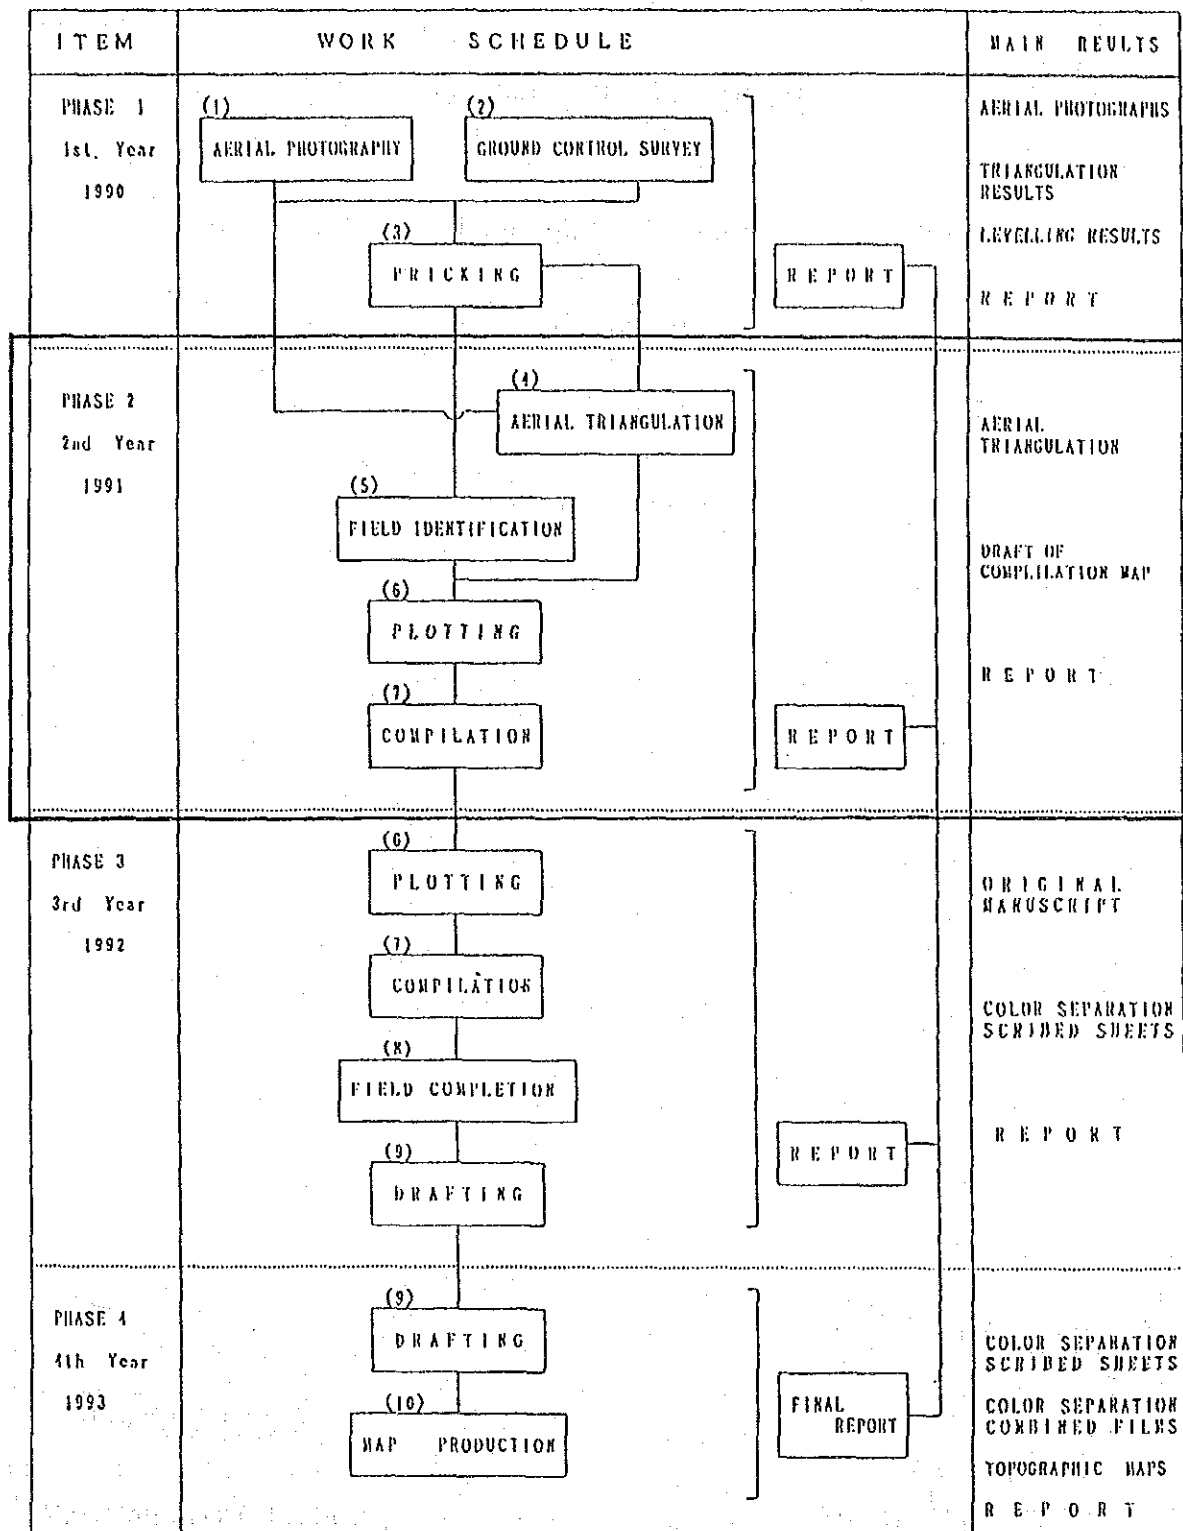 ITEM
WORK SCHEDULE
MAIN REULTS
PHASE 1
1st. Year
1990
(1)
AERIAL PHOTOGRAPHY
(2)
GROUND CONTROL SURVEY
(3)
PRICKING
REPORT
AERIAL PHOTOGRAPHS
TRIANGULATION
RESULTS
LEVELLING RESULTS
REPORT
PHASE 2
2nd Year
1991
(4)
AERIAL TRIANGULATION
(5)
FIELD IDENTIFICATION
(6)
PLOTTING
(7)
COMPILATION
REPORT
AERIAL
TRIANGULATION
DRAFT OF
COMPLILATION MAP
REPORT
PHASE 3
3rd Year
1992
(6)
PLOTTING
(7)
COMPILATION
(8)
FIELD COMPLETION
(9)
DRAFTING
REPORT
ORIGINAL
MANUSCRIPT
COLOR SEPARATION
SCRIBED SHEETS
REPORT
PHASE 4
4th Year
1993
(9)
DRAFTING
(10)
MAP PRODUCTION
FINAL
REPORT
COLOR SEPARATION
SCRIBED SHEETS
COLOR SEPARATION
COMBINED FILMS
TOPOGRAPHIC MAPS
REPORT